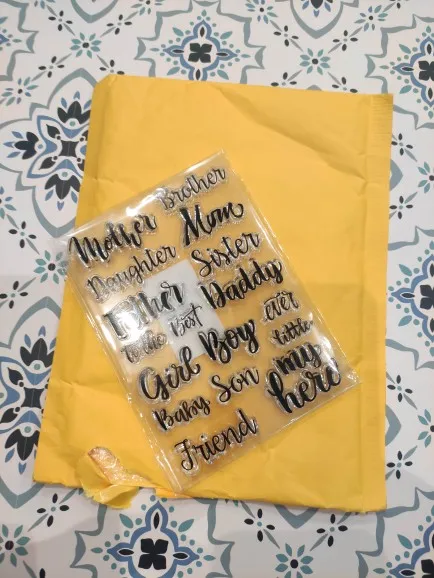 Brother
Mother Mom
Daughter Sister
Father Daddy
to the Best ever
Girl Boy little
Baby Son my
hero
Friend